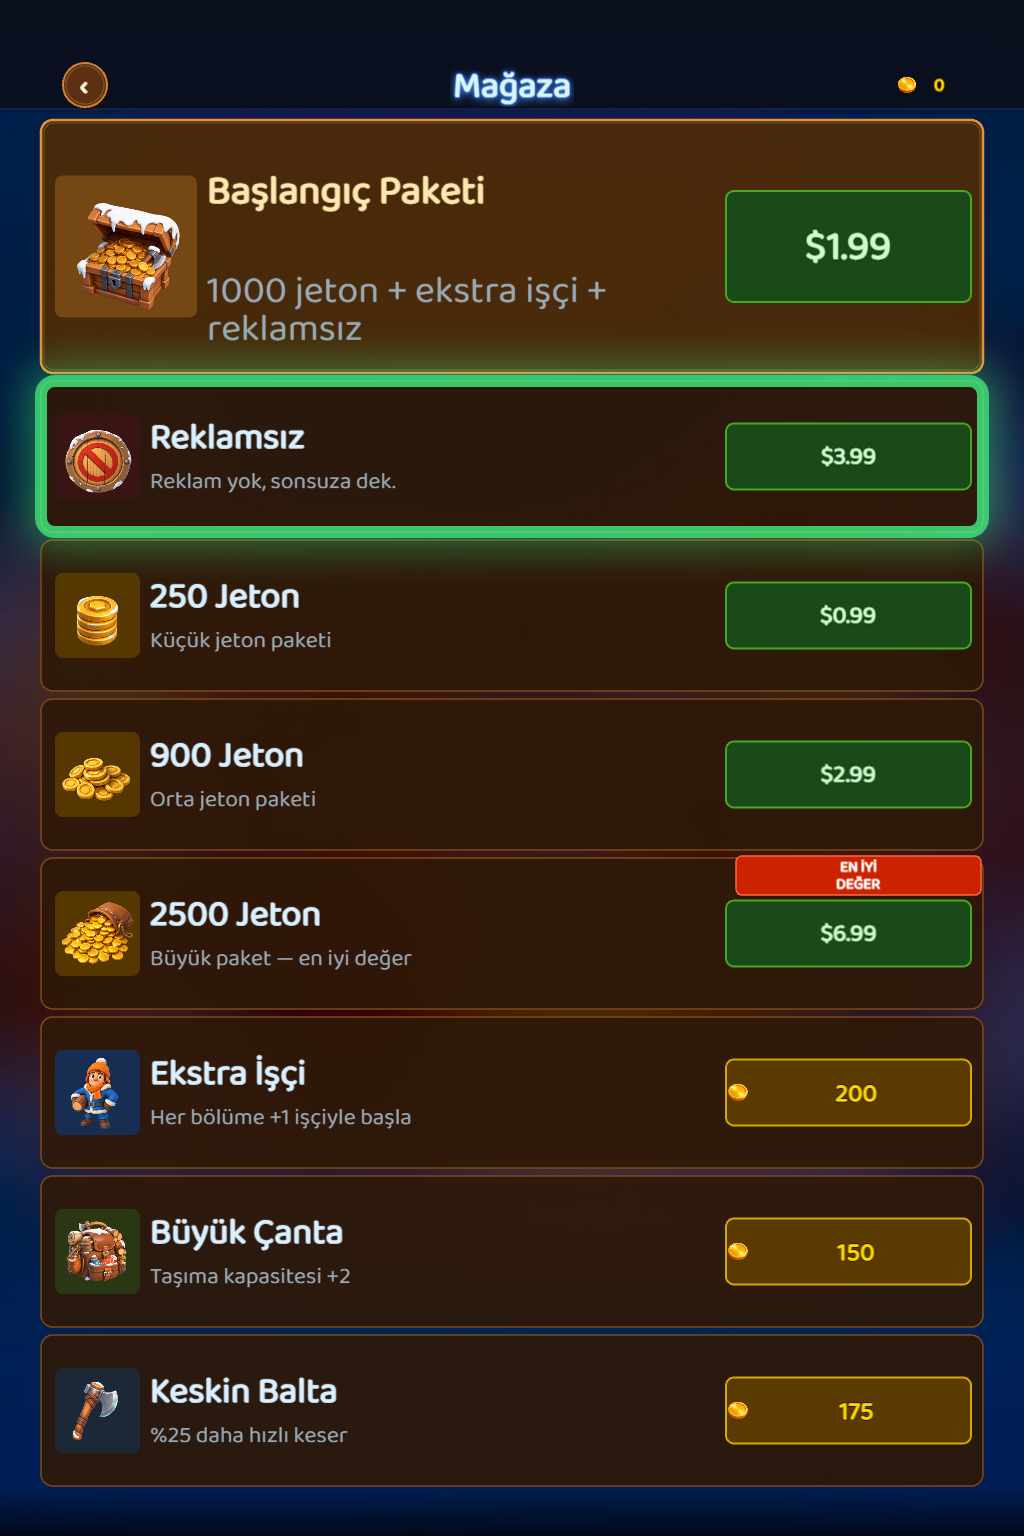 ‹
Mağaza
0
Başlangıç Paketi
1000 jeton + ekstra işçi +
reklamsız
$1.99
Reklamsız
Reklam yok, sonsuza dek.
$3.99
250 Jeton
Küçük jeton paketi
$0.99
900 Jeton
Orta jeton paketi
$2.99
EN İYİ
DEĞER
2500 Jeton
Büyük paket — en iyi değer
$6.99
Ekstra İşçi
Her bölüme +1 işçiyle başla
200
Büyük Çanta
Taşıma kapasitesi +2
150
Keskin Balta
%25 daha hızlı keser
175